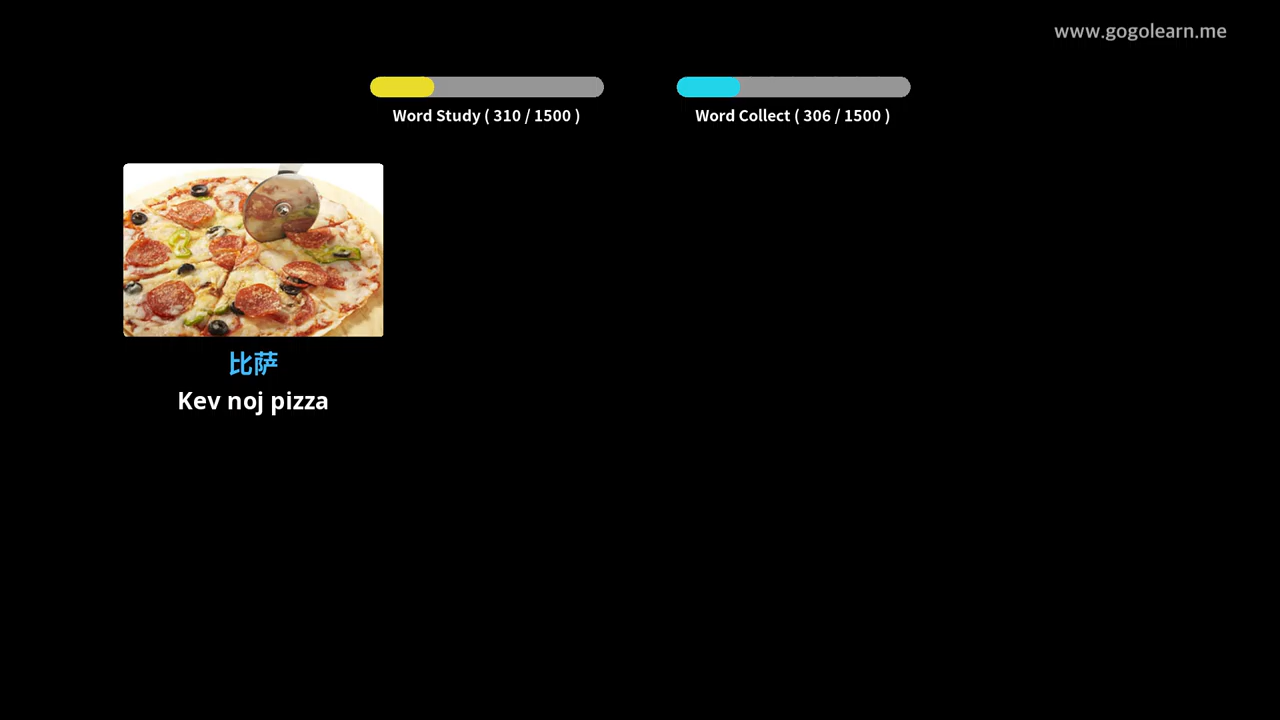 www.gogolearn.me
Word Study ( 310 / 1500 )
Word Collect ( 306 / 1500 )
比萨
Kev noj pizza